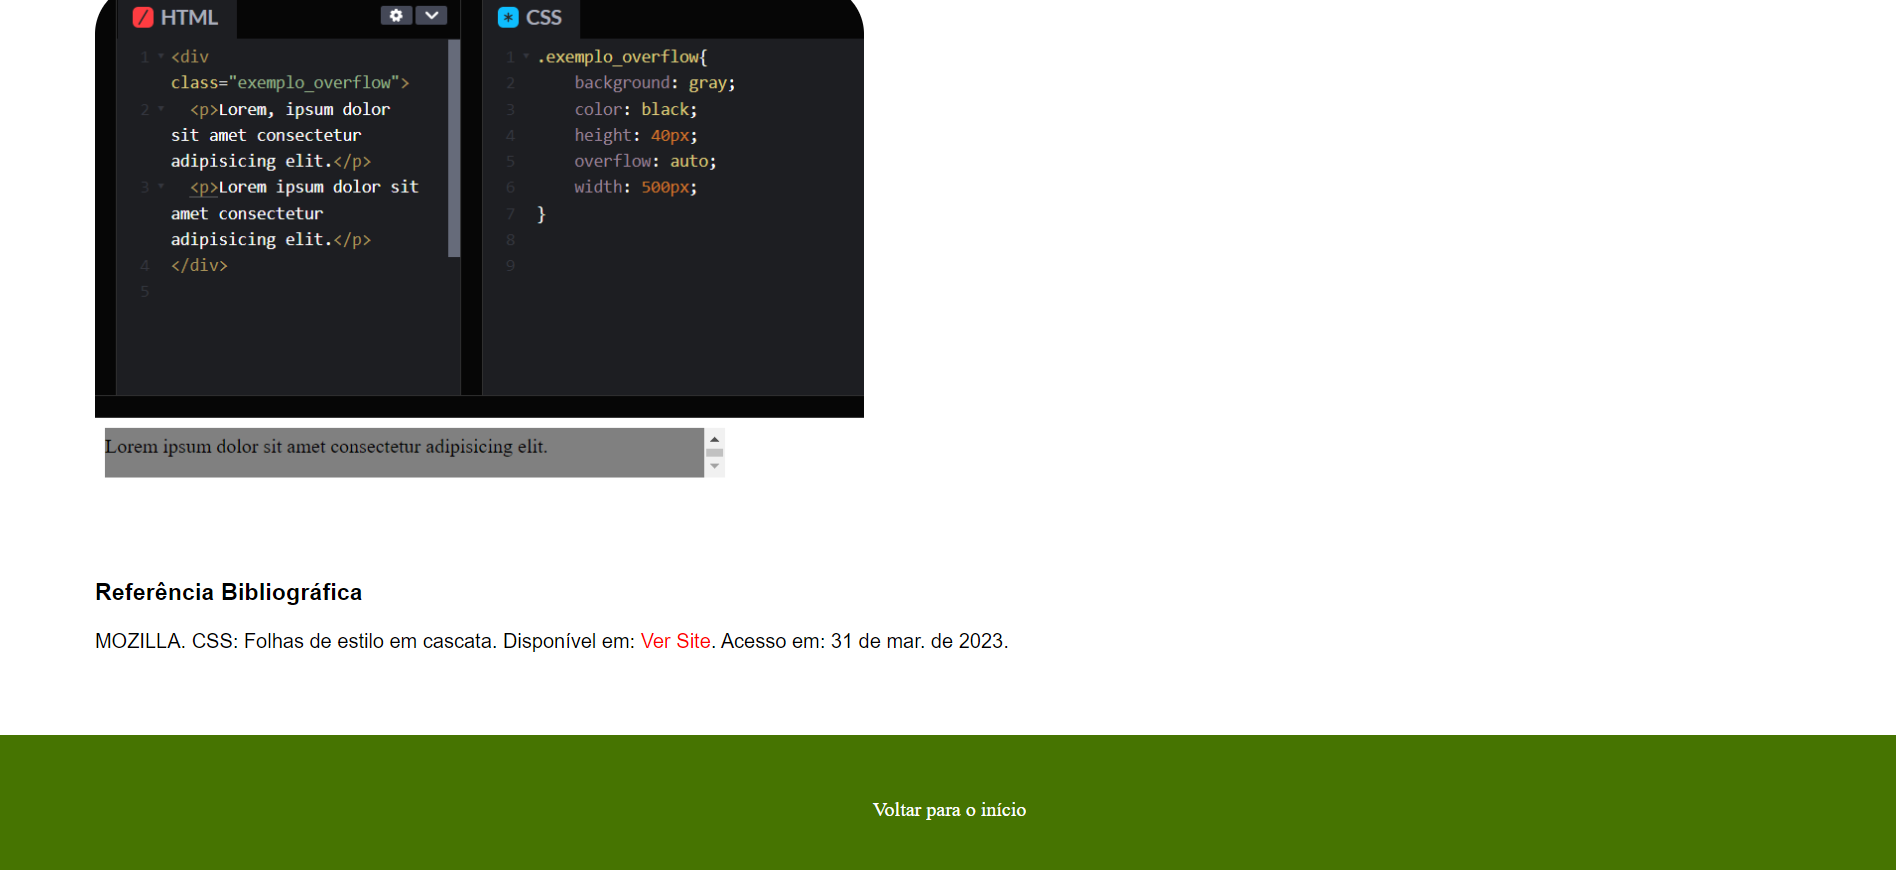 HTML
1 <div
class="exemplo_overflow">
2 <p>Lorem, ipsum dolor
sit amet consectetur
adipisicing elit.</p>
3 <p>Lorem ipsum dolor sit
amet consectetur
adipisicing elit.</p>
4 </div>
5
CSS
1 .exemplo_overflow{
2 background: gray;
3 color: black;
4 height: 40px;
5 overflow: auto;
6 width: 500px;
7 }
8
9
Lorem ipsum dolor sit amet consectetur adipisicing elit.
Referência Bibliográfica
MOZILLA. CSS: Folhas de estilo em cascata. Disponível em: Ver Site. Acesso em: 31 de mar. de 2023.
Voltar para o início